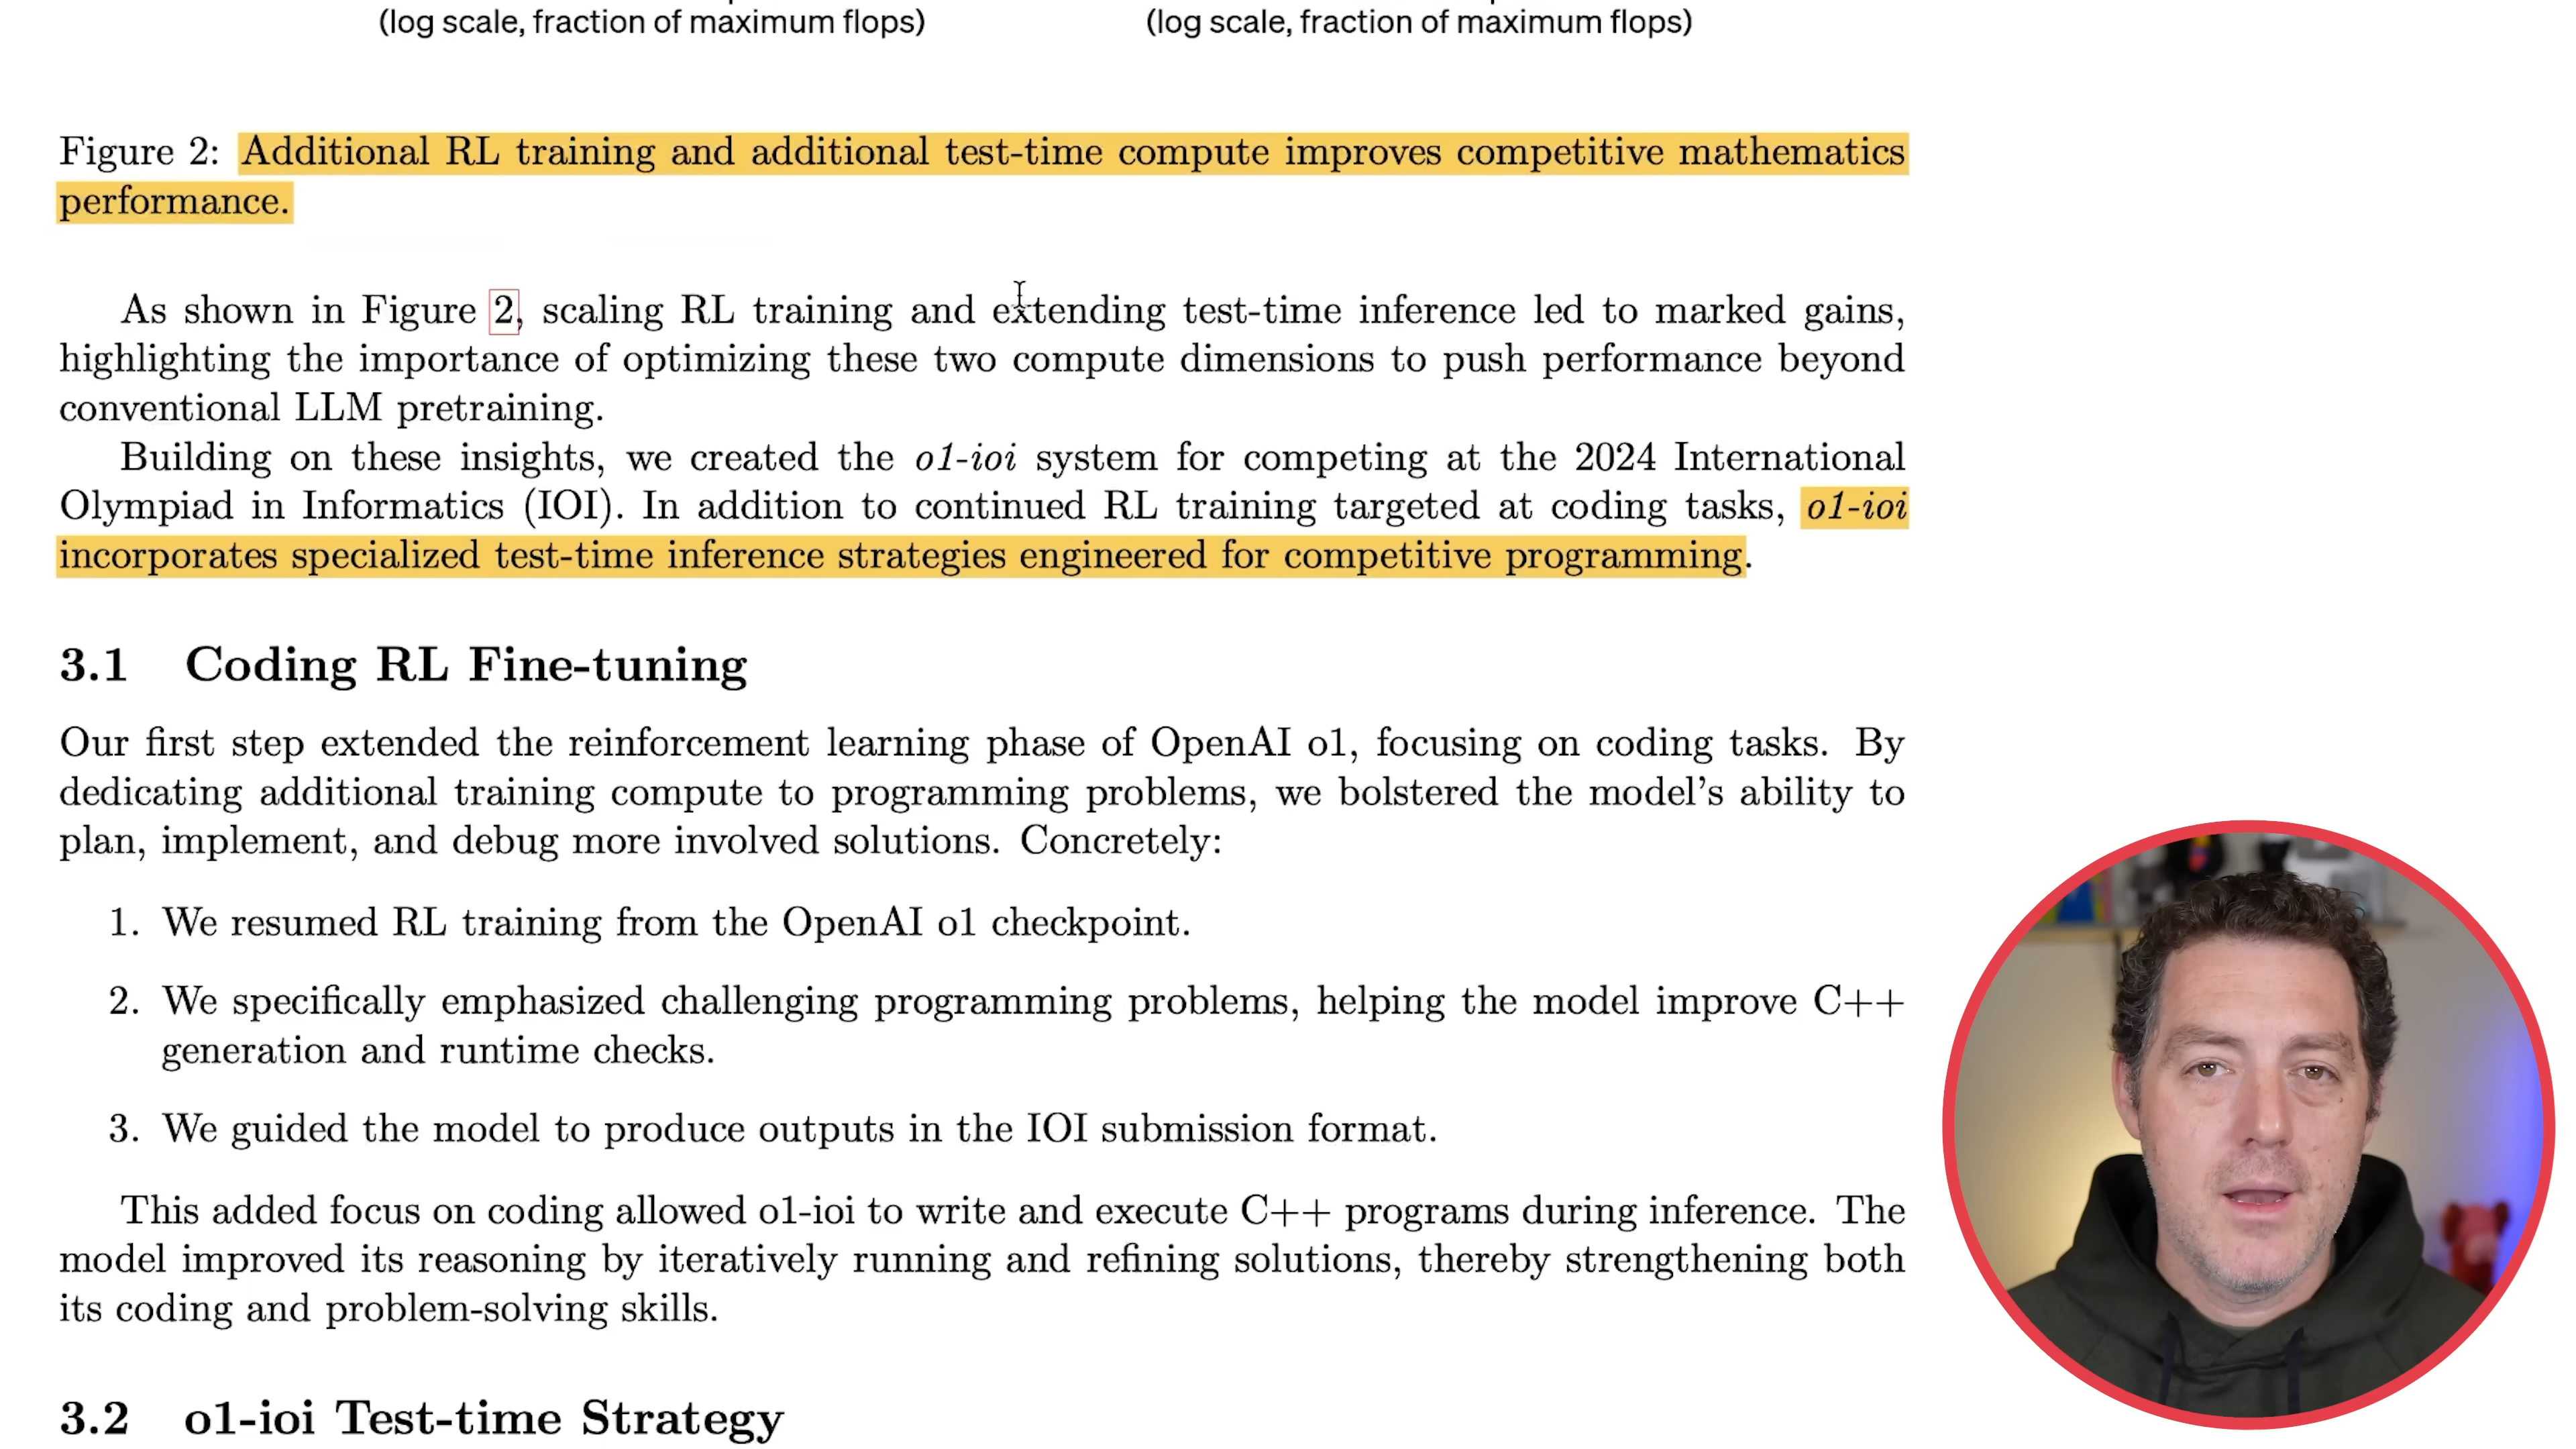 (log scale, fraction of maximum flops)
(log scale, fraction of maximum flops)
Figure 2: Additional RL training and additional test-time compute improves competitive mathematics
performance.
As shown in Figure 2, scaling RL training and extending test-time inference led to marked gains,
highlighting the importance of optimizing these two compute dimensions to push performance beyond
conventional LLM pretraining.
Building on these insights, we created the o1-ioi system for competing at the 2024 International
Olympiad in Informatics (IOI). In addition to continued RL training targeted at coding tasks, o1-ioi
incorporates specialized test-time inference strategies engineered for competitive programming.
3.1 Coding RL Fine-tuning
Our first step extended the reinforcement learning phase of OpenAI o1, focusing on coding tasks. By
dedicating additional training compute to programming problems, we bolstered the model's ability to
plan, implement, and debug more involved solutions. Concretely:
1. We resumed RL training from the OpenAI o1 checkpoint.
2. We specifically emphasized challenging programming problems, helping the model improve C++
generation and runtime checks.
3. We guided the model to produce outputs in the IOI submission format.
This added focus on coding allowed o1-ioi to write and execute C++ programs during inference. The
model improved its reasoning by iteratively running and refining solutions, thereby strengthening both
its coding and problem-solving skills.
3.2 o1-ioi Test-time Strategy